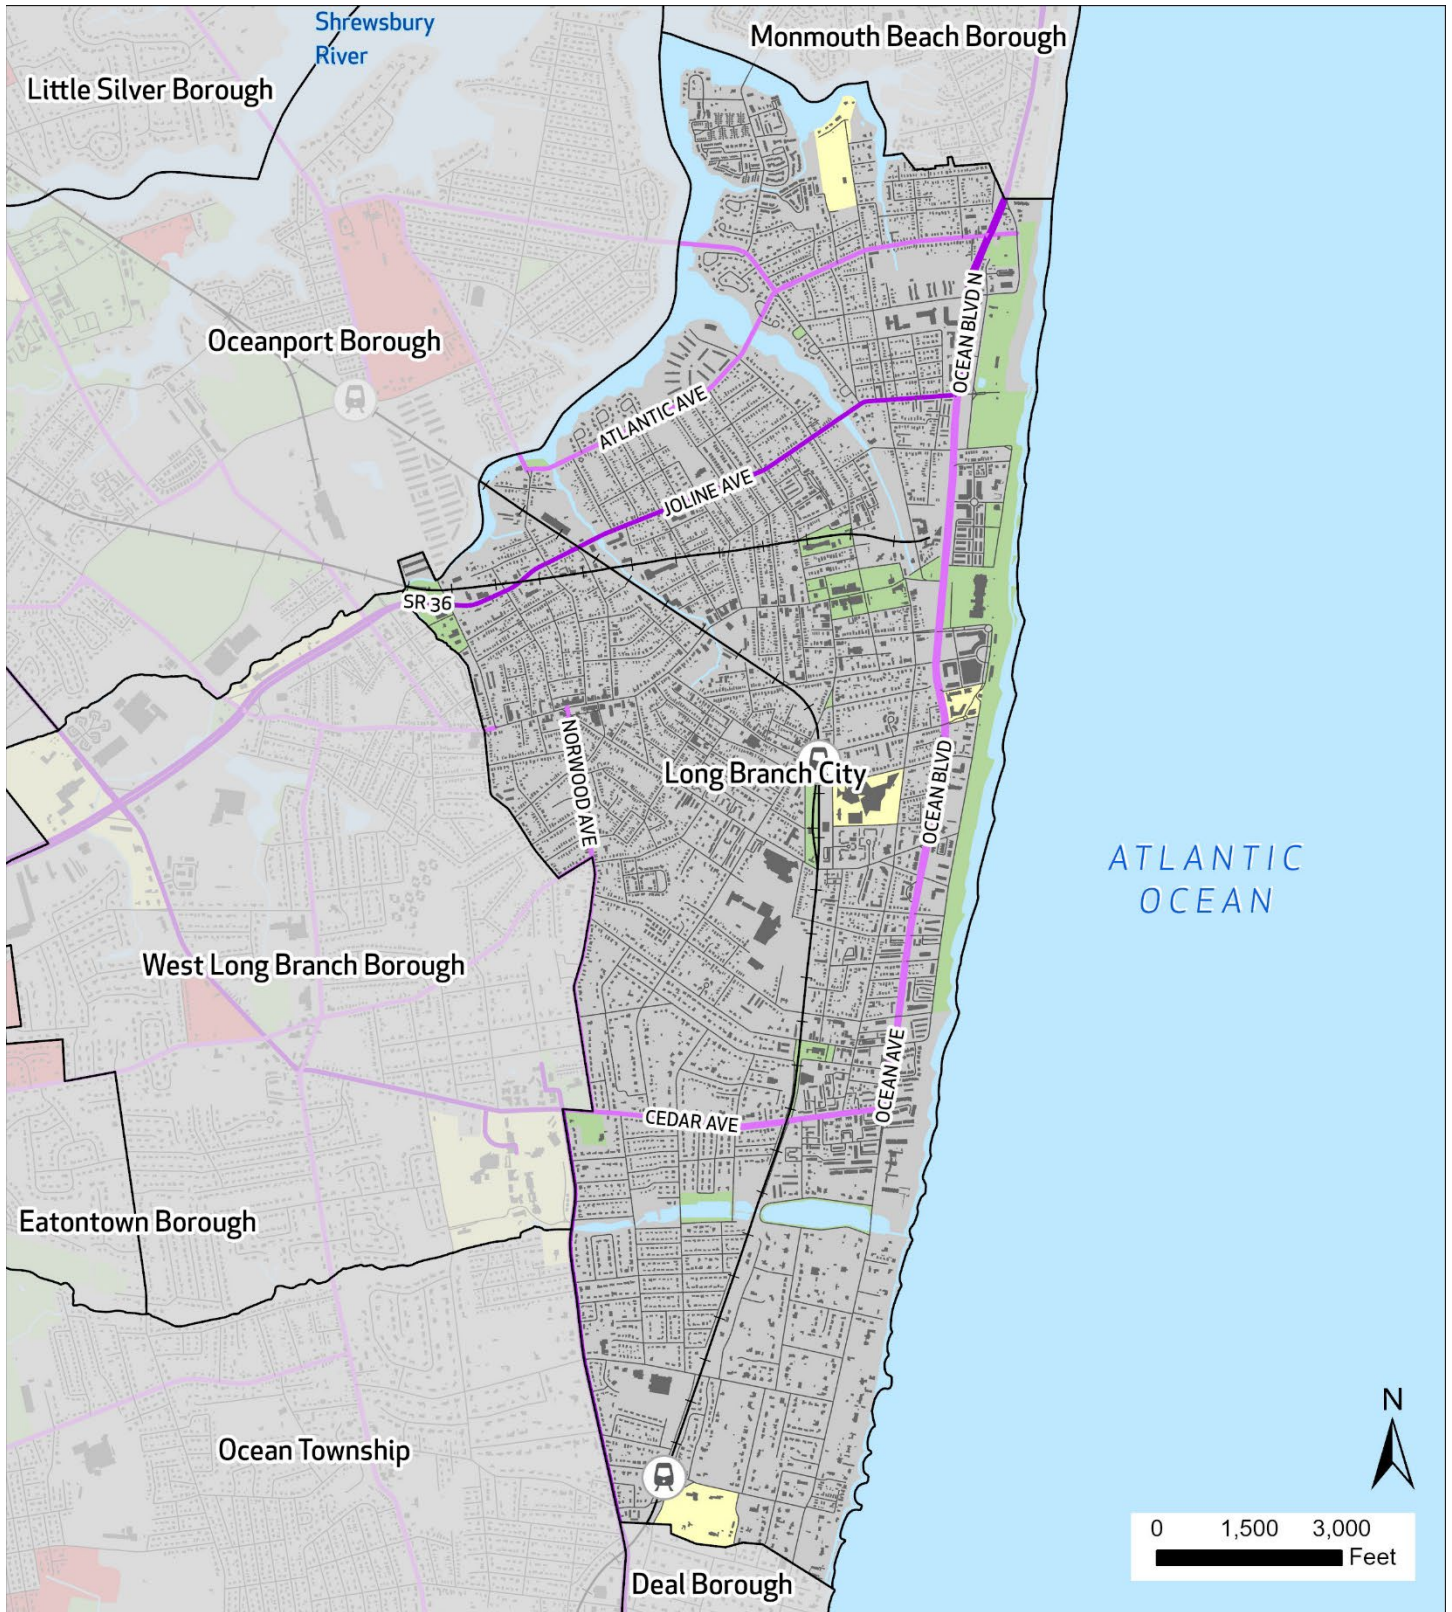 Shrewsbury
River
Monmouth Beach Borough
Little Silver Borough
OCEAN BLVD N
Oceanport Borough
ATLANTIC AVE
JOLINE AVE
SR 36
NORWOOD AVE
Long Branch City
OCEAN BLVD
ATLANTIC
OCEAN
West Long Branch Borough
OCEAN AVE
CEDAR AVE
Eatontown Borough
Ocean Township
N
0 1,500 3,000
Feet
Deal Borough